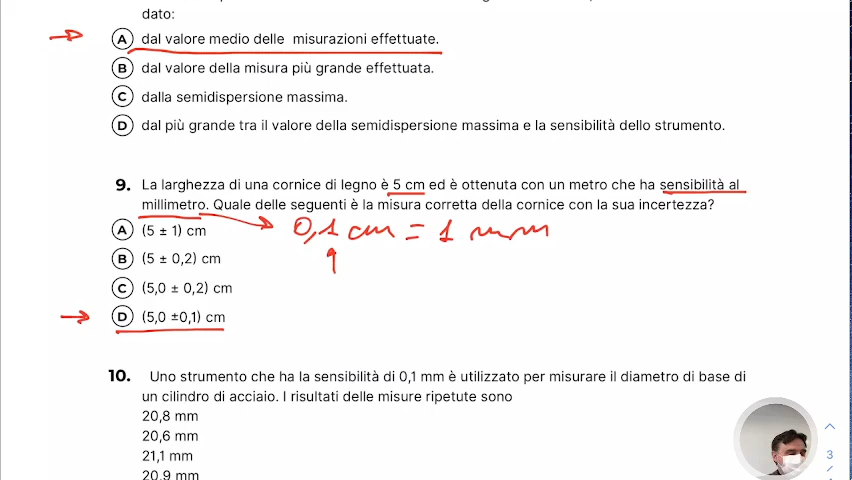 dato:
A dal valore medio delle misurazioni effettuate.
B dal valore della misura più grande effettuata.
C dalla semidispersione massima.
D dal più grande tra il valore della semidispersione massima e la sensibilità dello strumento.
9. La larghezza di una cornice di legno è 5 cm ed è ottenuta con un metro che ha sensibilità al
millimetro. Quale delle seguenti è la misura corretta della cornice con la sua incertezza?
A (5 ± 1) cm
0,1 cm = 1 mm
B (5 ± 0,2) cm
C (5,0 ± 0,2) cm
D (5,0 ±0,1) cm
10. Uno strumento che ha la sensibilità di 0,1 mm è utilizzato per misurare il diametro di base di
un cilindro di acciaio. I risultati delle misure ripetute sono
20,8 mm
20,6 mm
21,1 mm
20,9 mm
3
/